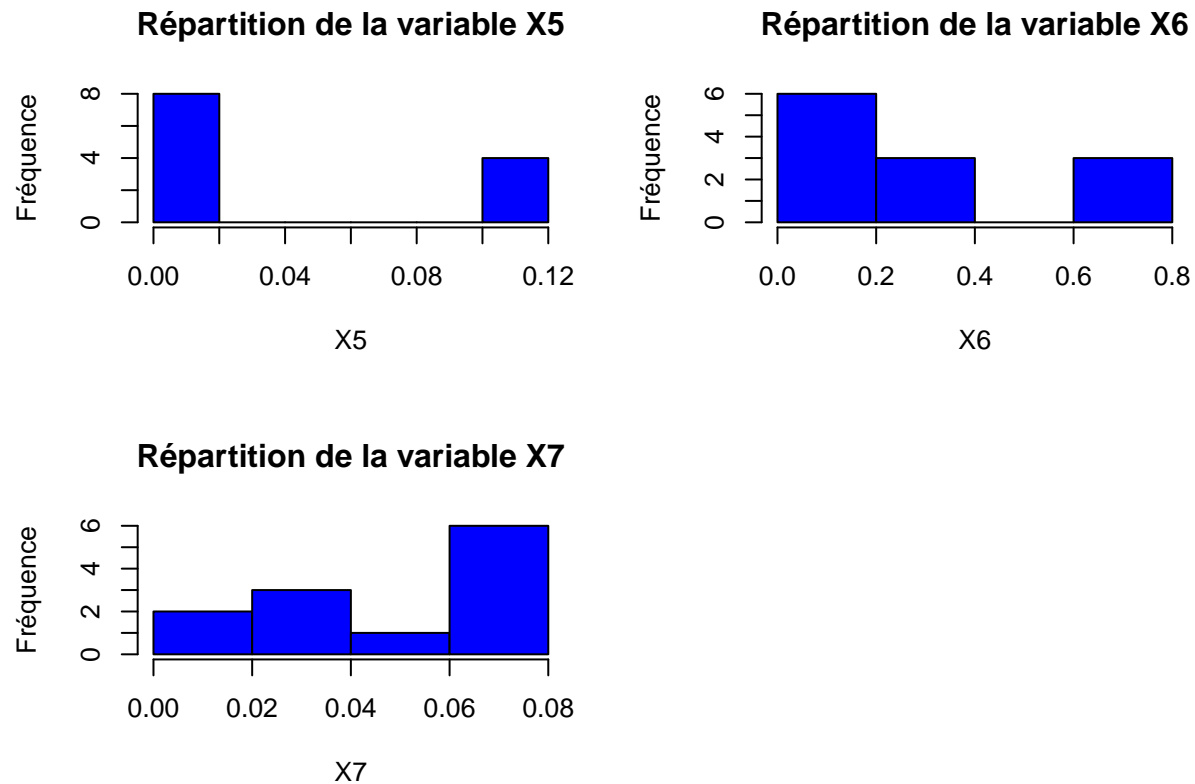 Répartition de la variable X5
Fréquence
0 4 8
0.00 0.04 0.08 0.12
X5
Répartition de la variable X6
Fréquence
0 2 4 6
0.0 0.2 0.4 0.6 0.8
X6
Répartition de la variable X7
Fréquence
0 2 4 6
0.00 0.02 0.04 0.06 0.08
X7